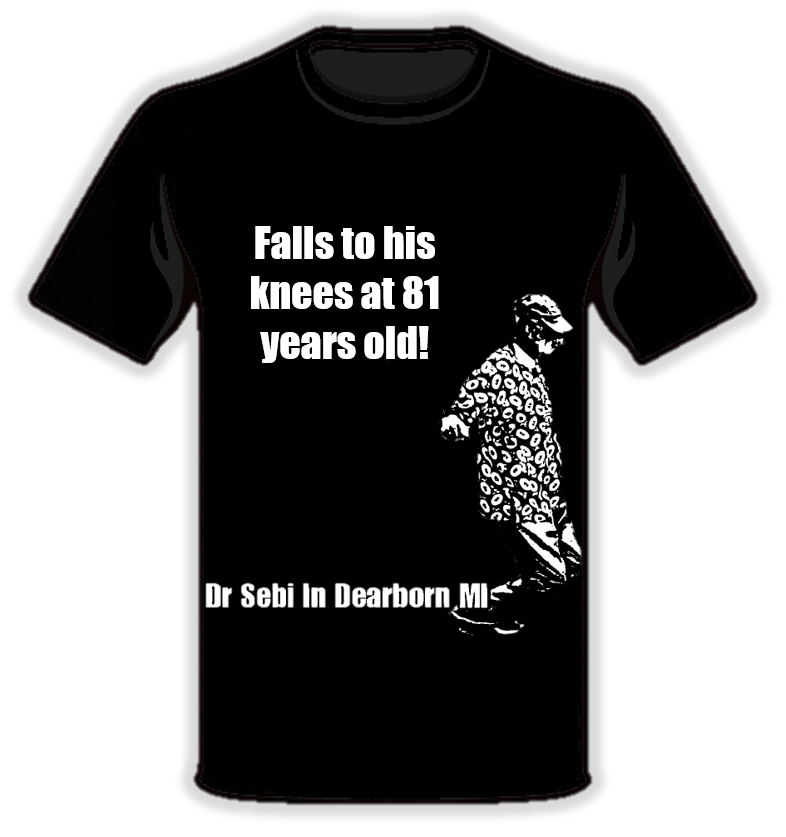 Falls to his
knees at 81
years old!
Dr Sebi In Dearborn MI